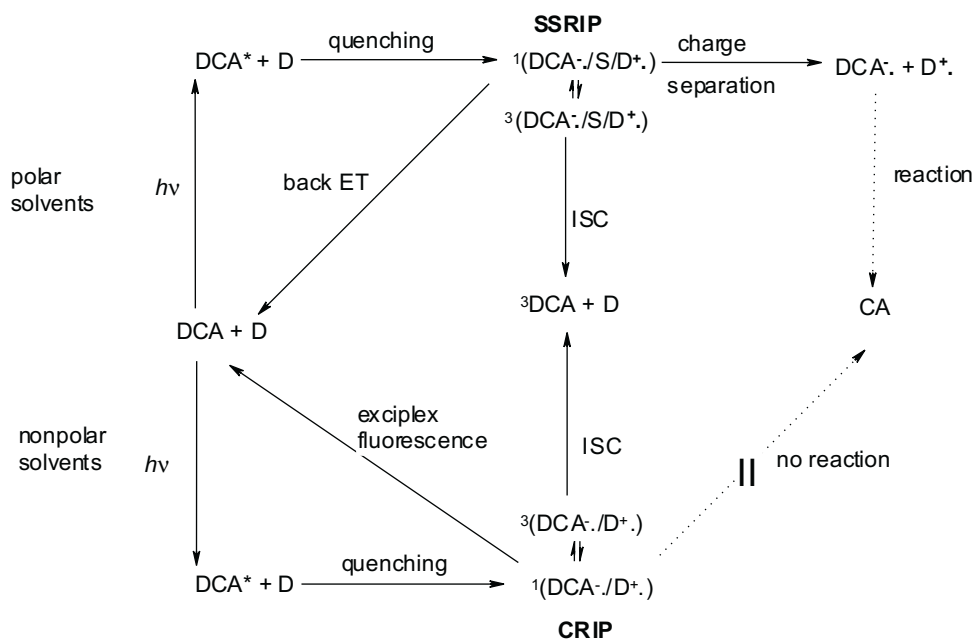 SSRIP
DCA* + D
quenching
¹(DCA⁻·/S/D⁺·)
charge
separation
DCA⁻· + D⁺·
³(DCA⁻·/S/D⁺·)
polar
solvents
hν
back ET
ISC
reaction
DCA + D
³DCA + D
CA
nonpolar
solvents
hν
exciplex
fluorescence
ISC
no reaction
³(DCA⁻·/D⁺·)
DCA* + D
quenching
¹(DCA⁻·/D⁺·)
CRIP